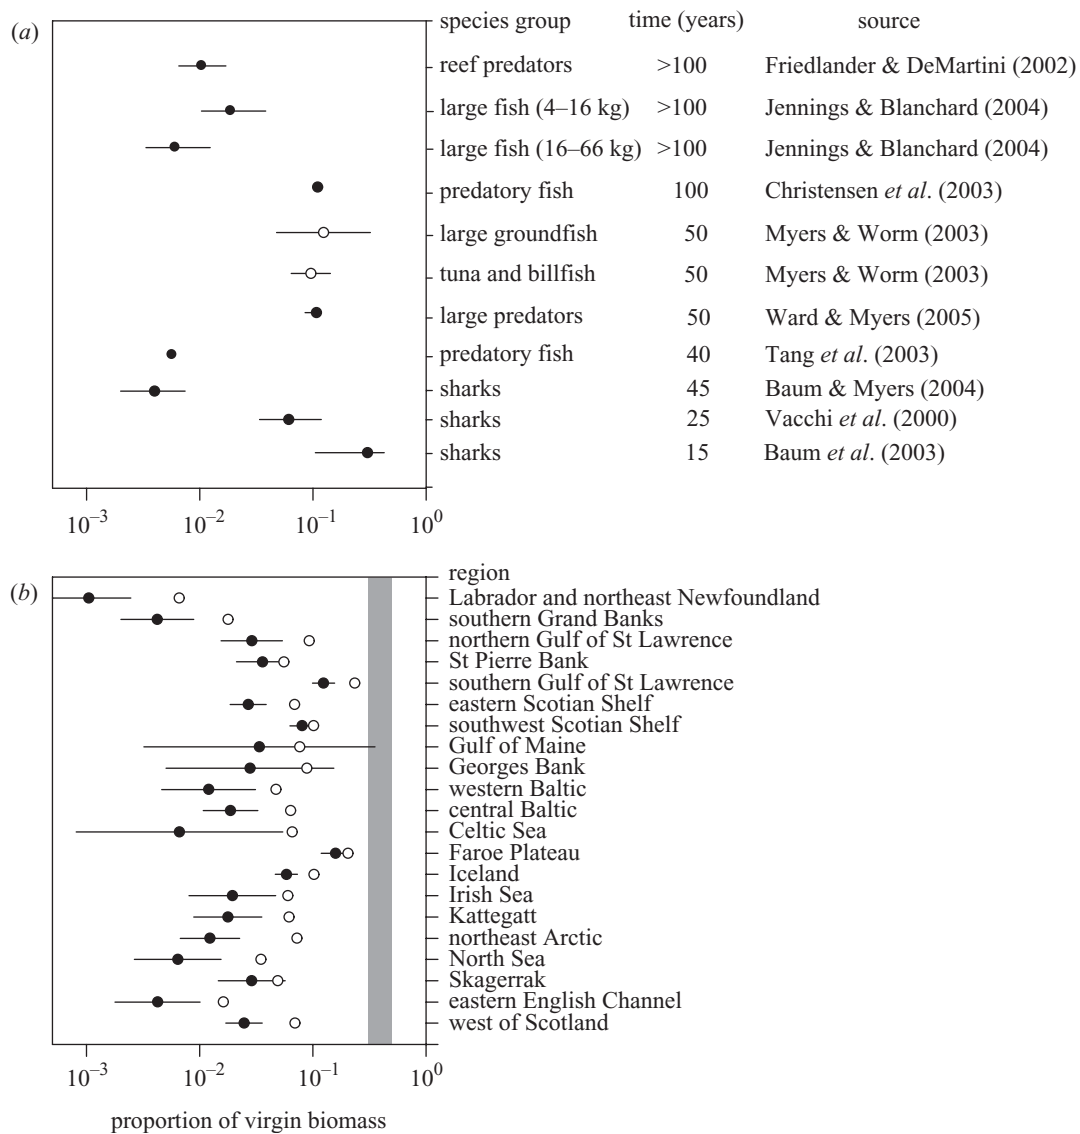 (a)
species group time (years) source
reef predators >100 Friedlander & DeMartini (2002)
large fish (4–16 kg) >100 Jennings & Blanchard (2004)
large fish (16–66 kg) >100 Jennings & Blanchard (2004)
predatory fish 100 Christensen et al. (2003)
large groundfish 50 Myers & Worm (2003)
tuna and billfish 50 Myers & Worm (2003)
large predators 50 Ward & Myers (2005)
predatory fish 40 Tang et al. (2003)
sharks 45 Baum & Myers (2004)
sharks 25 Vacchi et al. (2000)
sharks 15 Baum et al. (2003)
10⁻³ 10⁻² 10⁻¹ 10⁰
(b)
region
Labrador and northeast Newfoundland
southern Grand Banks
northern Gulf of St Lawrence
St Pierre Bank
southern Gulf of St Lawrence
eastern Scotian Shelf
southwest Scotian Shelf
Gulf of Maine
Georges Bank
western Baltic
central Baltic
Celtic Sea
Faroe Plateau
Iceland
Irish Sea
Kattegatt
northeast Arctic
North Sea
Skagerrak
eastern English Channel
west of Scotland
10⁻³ 10⁻² 10⁻¹ 10⁰
proportion of virgin biomass